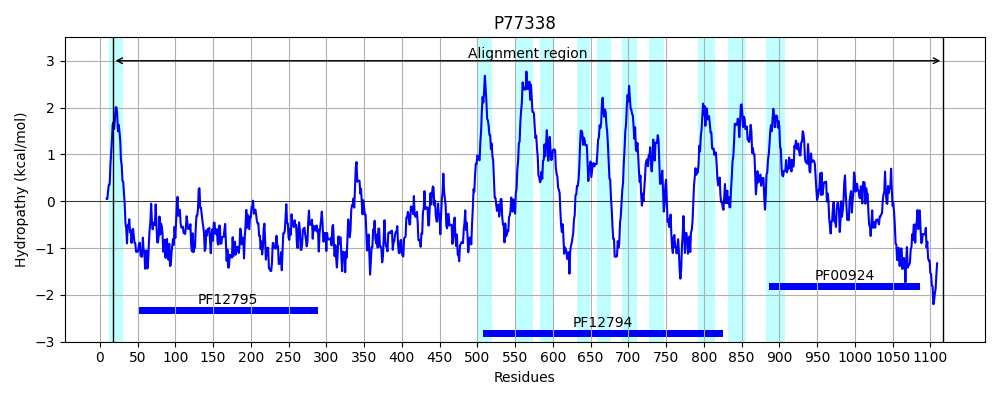 P77338
Alignment region
3
2
1
0
−1
−2
−3
Hydropathy (kcal/mol)
PF00924
PF12795
PF12794
0 50 100 150 200 250 300 350 400 450 500 550 600 650 700 750 800 850 900 950 1000 1050 1100
Residues